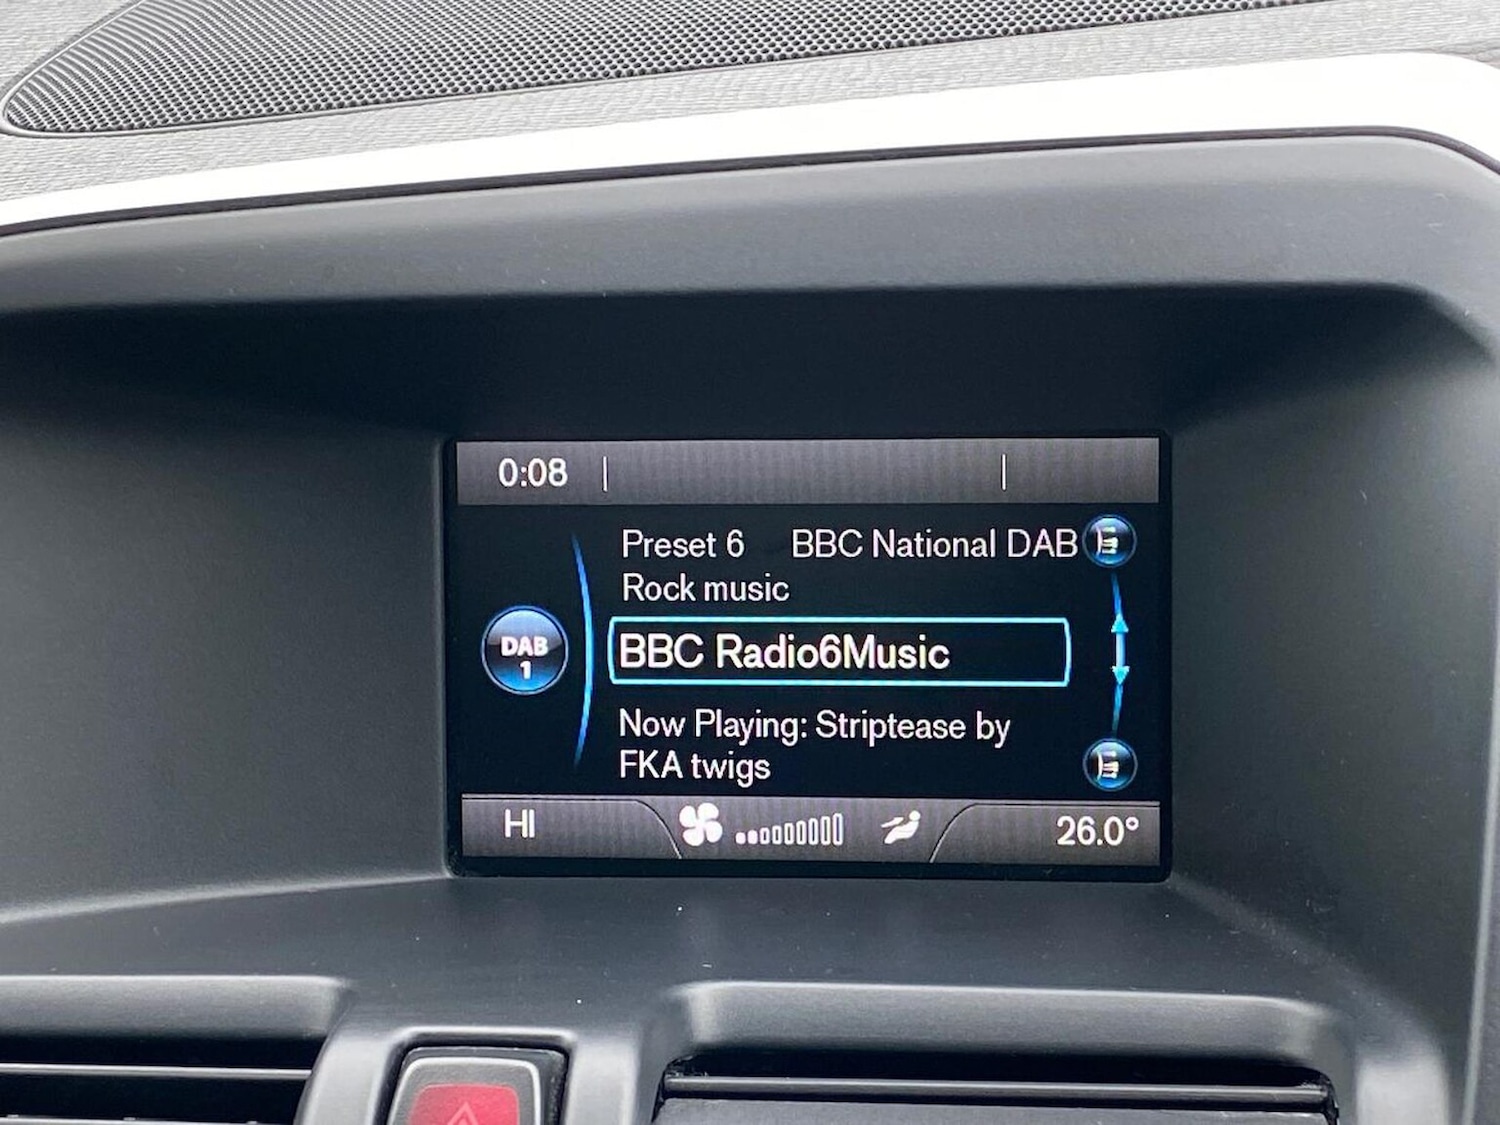 0:08
Preset 6 BBC National DAB
Rock music
DAB
1
BBC Radio6Music
Now Playing: Striptease by
FKA twigs
HI
26.0°